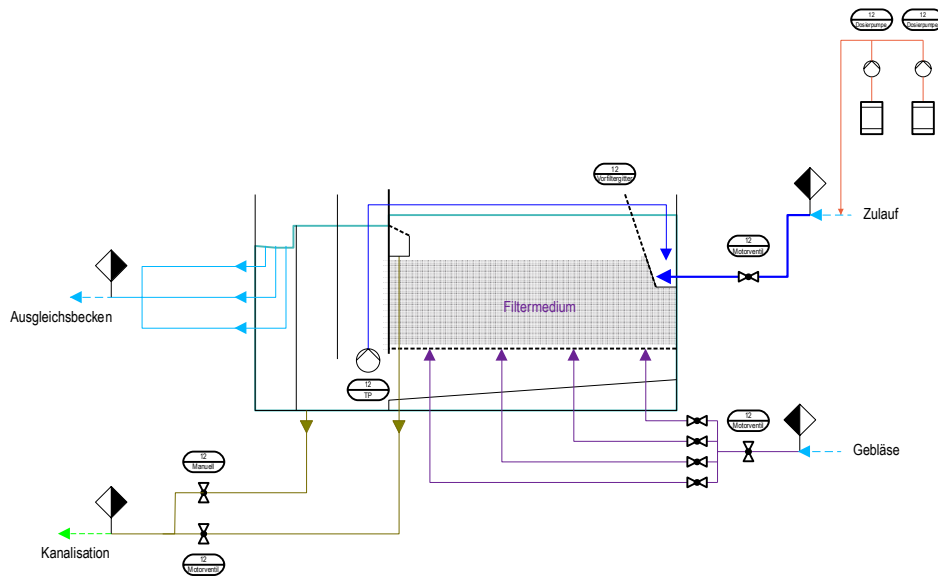 12
Dosierpumpe
12
Dosierpumpe
12
Vorfiltergitter
Zulauf
12
Motorventil
Filtermedium
Ausgleichsbecken
12
TP
12
Motorventil
Gebläse
12
Manuell
Kanalisation
12
Motorventil